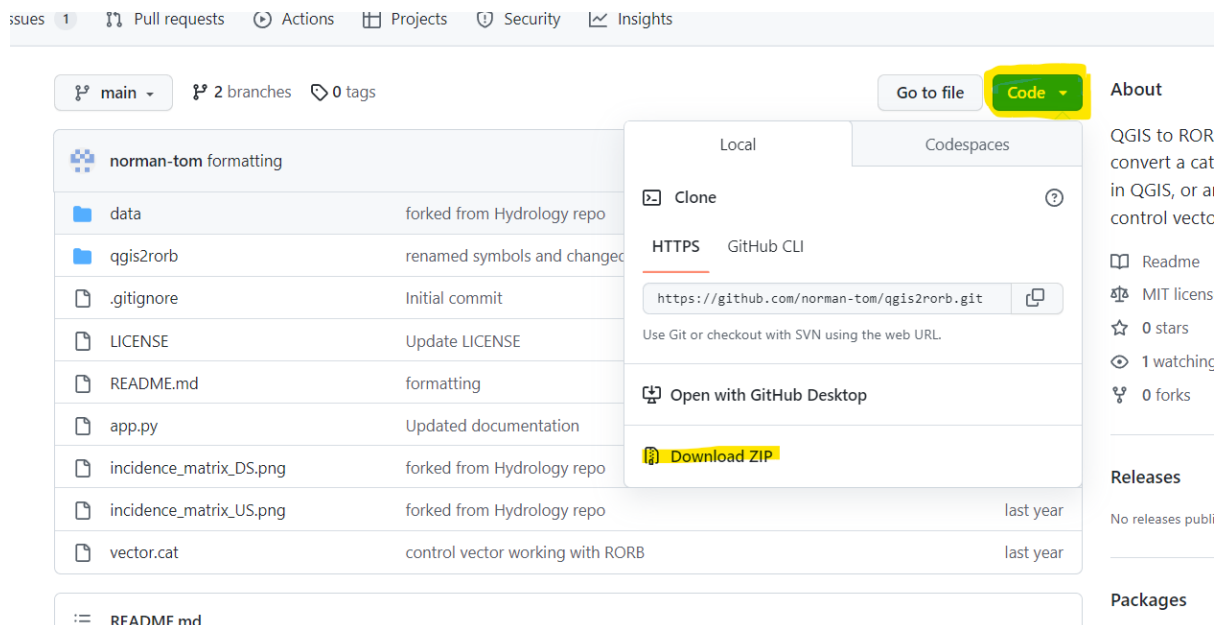 ssues 1 Pull requests Actions Projects Security Insights
main 2 branches 0 tags Go to file Code
norman-tom formatting
data forked from Hydrology repo
qgis2rorb renamed symbols and changed
.gitignore Initial commit
LICENSE Update LICENSE
README.md formatting
app.py Updated documentation
incidence_matrix_DS.png forked from Hydrology repo
incidence_matrix_US.png forked from Hydrology repo last year
vector.cat control vector working with RORB last year
README.md
Local Codespaces
Clone
HTTPS GitHub CLI
https://github.com/norman-tom/qgis2rorb.git
Use Git or checkout with SVN using the web URL.
Open with GitHub Desktop
Download ZIP
About
QGIS to ROR
convert a cat
in QGIS, or a
control vecto
Readme
MIT licens
0 stars
1 watching
0 forks
Releases
No releases publi
Packages